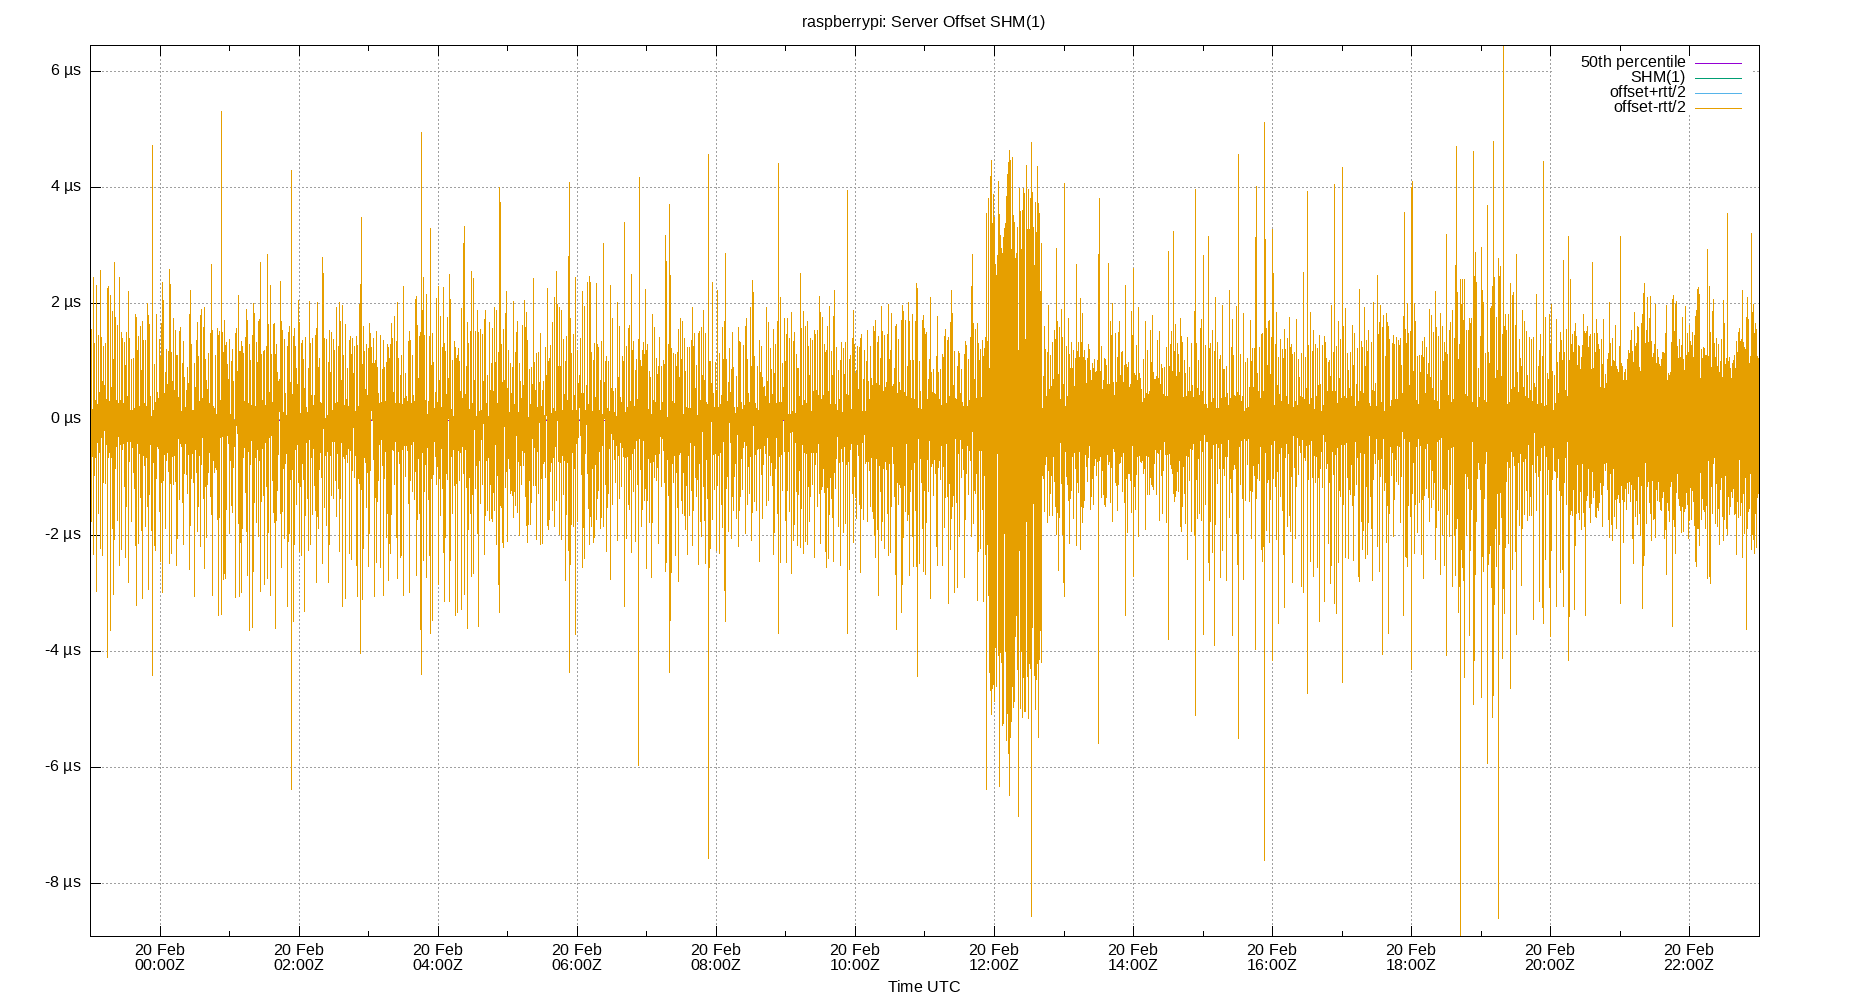 raspberrypi: Server Offset SHM(1)
50th percentile
SHM(1)
offset+rtt/2
offset-rtt/2
6 µs
4 µs
2 µs
0 µs
-2 µs
-4 µs
-6 µs
-8 µs
20 Feb 20 Feb 20 Feb 20 Feb 20 Feb 20 Feb 20 Feb 20 Feb 20 Feb 20 Feb 20 Feb 20 Feb
00:00Z 02:00Z 04:00Z 06:00Z 08:00Z 10:00Z 12:00Z 14:00Z 16:00Z 18:00Z 20:00Z 22:00Z
Time UTC